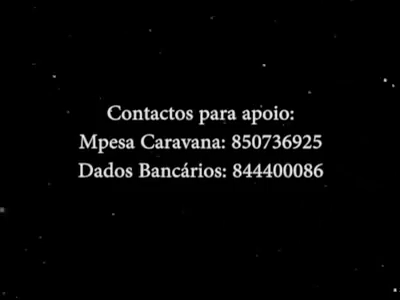 Contactos para apoio:
Mpesa Caravana: 850736925
Dados Bancários: 844400086